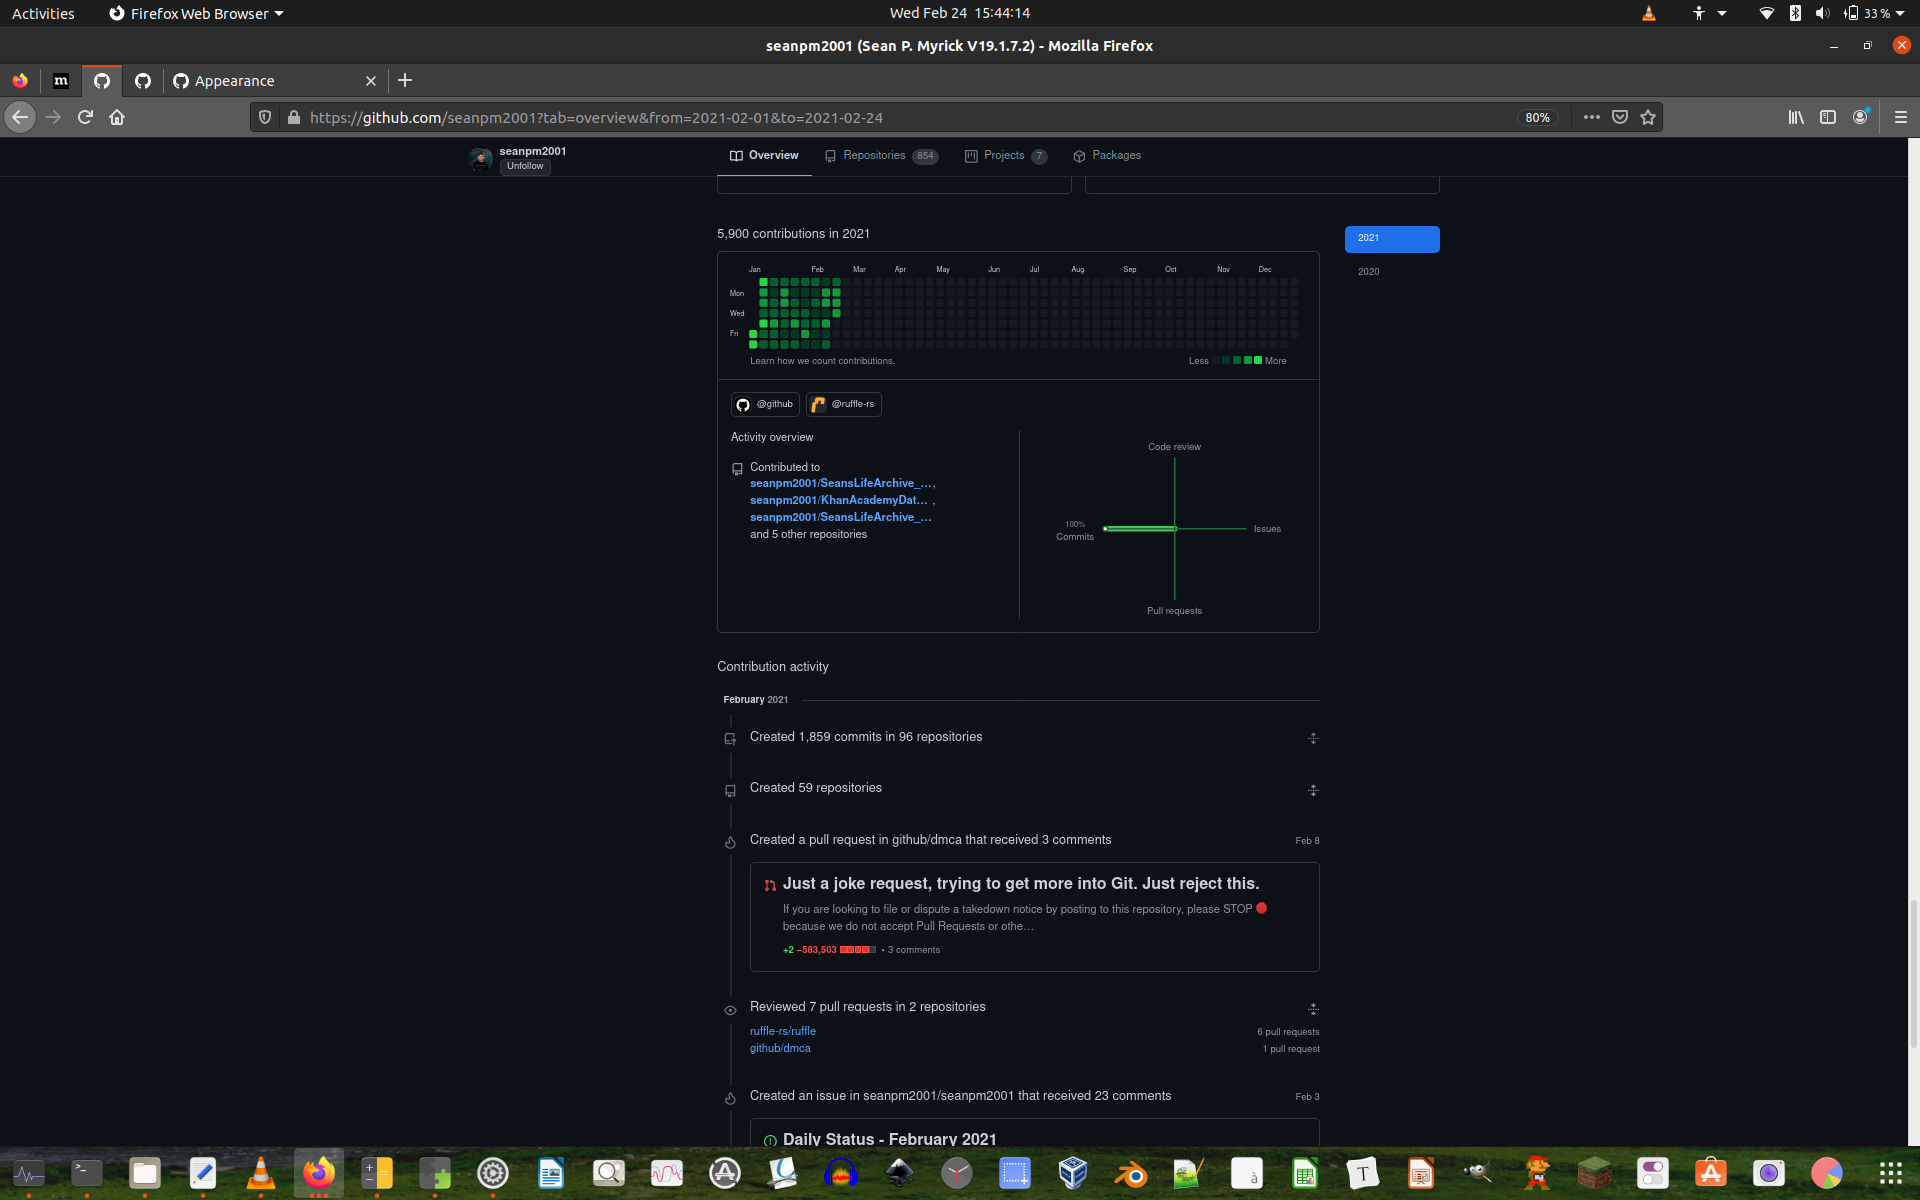 Activities
Firefox Web Browser
Wed Feb 24 15:44:14
33 %
seanpm2001 (Sean P. Myrick V19.1.7.2) - Mozilla Firefox
m
Appearance
https://github.com/seanpm2001?tab=overview&from=2021-02-01&to=2021-02-24
80%
seanpm2001
Unfollow
Overview
Repositories 854
Projects 7
Packages
5,900 contributions in 2021
2021
2020
Jan Feb Mar Apr May Jun Jul Aug Sep Oct Nov Dec
Mon
Wed
Fri
Learn how we count contributions.
Less More
@github
@ruffle-rs
Activity overview
Contributed to
seanpm2001/SeansLifeArchive_…,
seanpm2001/KhanAcademyDat… ,
seanpm2001/SeansLifeArchive_…
and 5 other repositories
Code review
100%
Commits
Issues
Pull requests
Contribution activity
February 2021
Created 1,859 commits in 96 repositories
Created 59 repositories
Created a pull request in github/dmca that received 3 comments
Feb 8
Just a joke request, trying to get more into Git. Just reject this.
If you are looking to file or dispute a takedown notice by posting to this repository, please STOP 🛑
because we do not accept Pull Requests or othe…
+2 −583,503 • 3 comments
Reviewed 7 pull requests in 2 repositories
ruffle-rs/ruffle 6 pull requests
github/dmca 1 pull request
Created an issue in seanpm2001/seanpm2001 that received 23 comments
Feb 3
Daily Status - February 2021